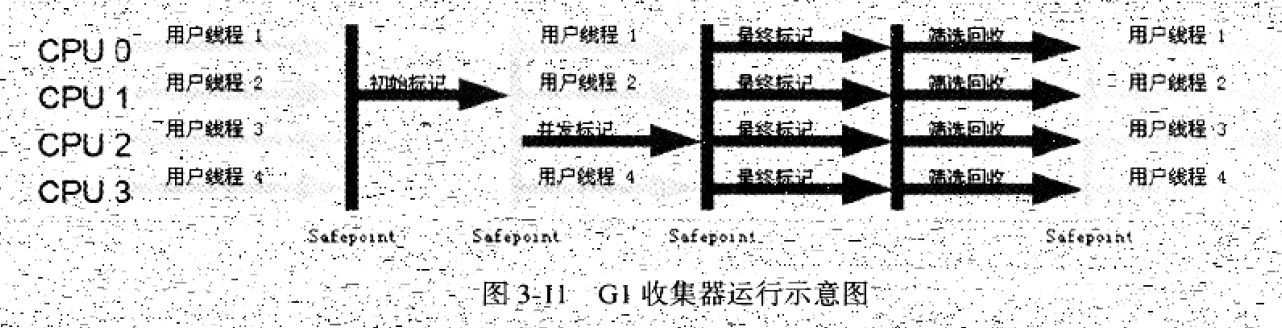 CPU 0 用户线程 1 用户线程 1 最终标记 筛选回收 用户线程 1
CPU 1 用户线程 2 初始标记 用户线程 2 最终标记 筛选回收 用户线程 2
CPU 2 用户线程 3 并发标记 最终标记 筛选回收 用户线程 3
CPU 3 用户线程 4 用户线程 4 最终标记 筛选回收 用户线程 4
Safepoint Safepoint Safepoint Safepoint
图 3-11 G1 收集器运行示意图